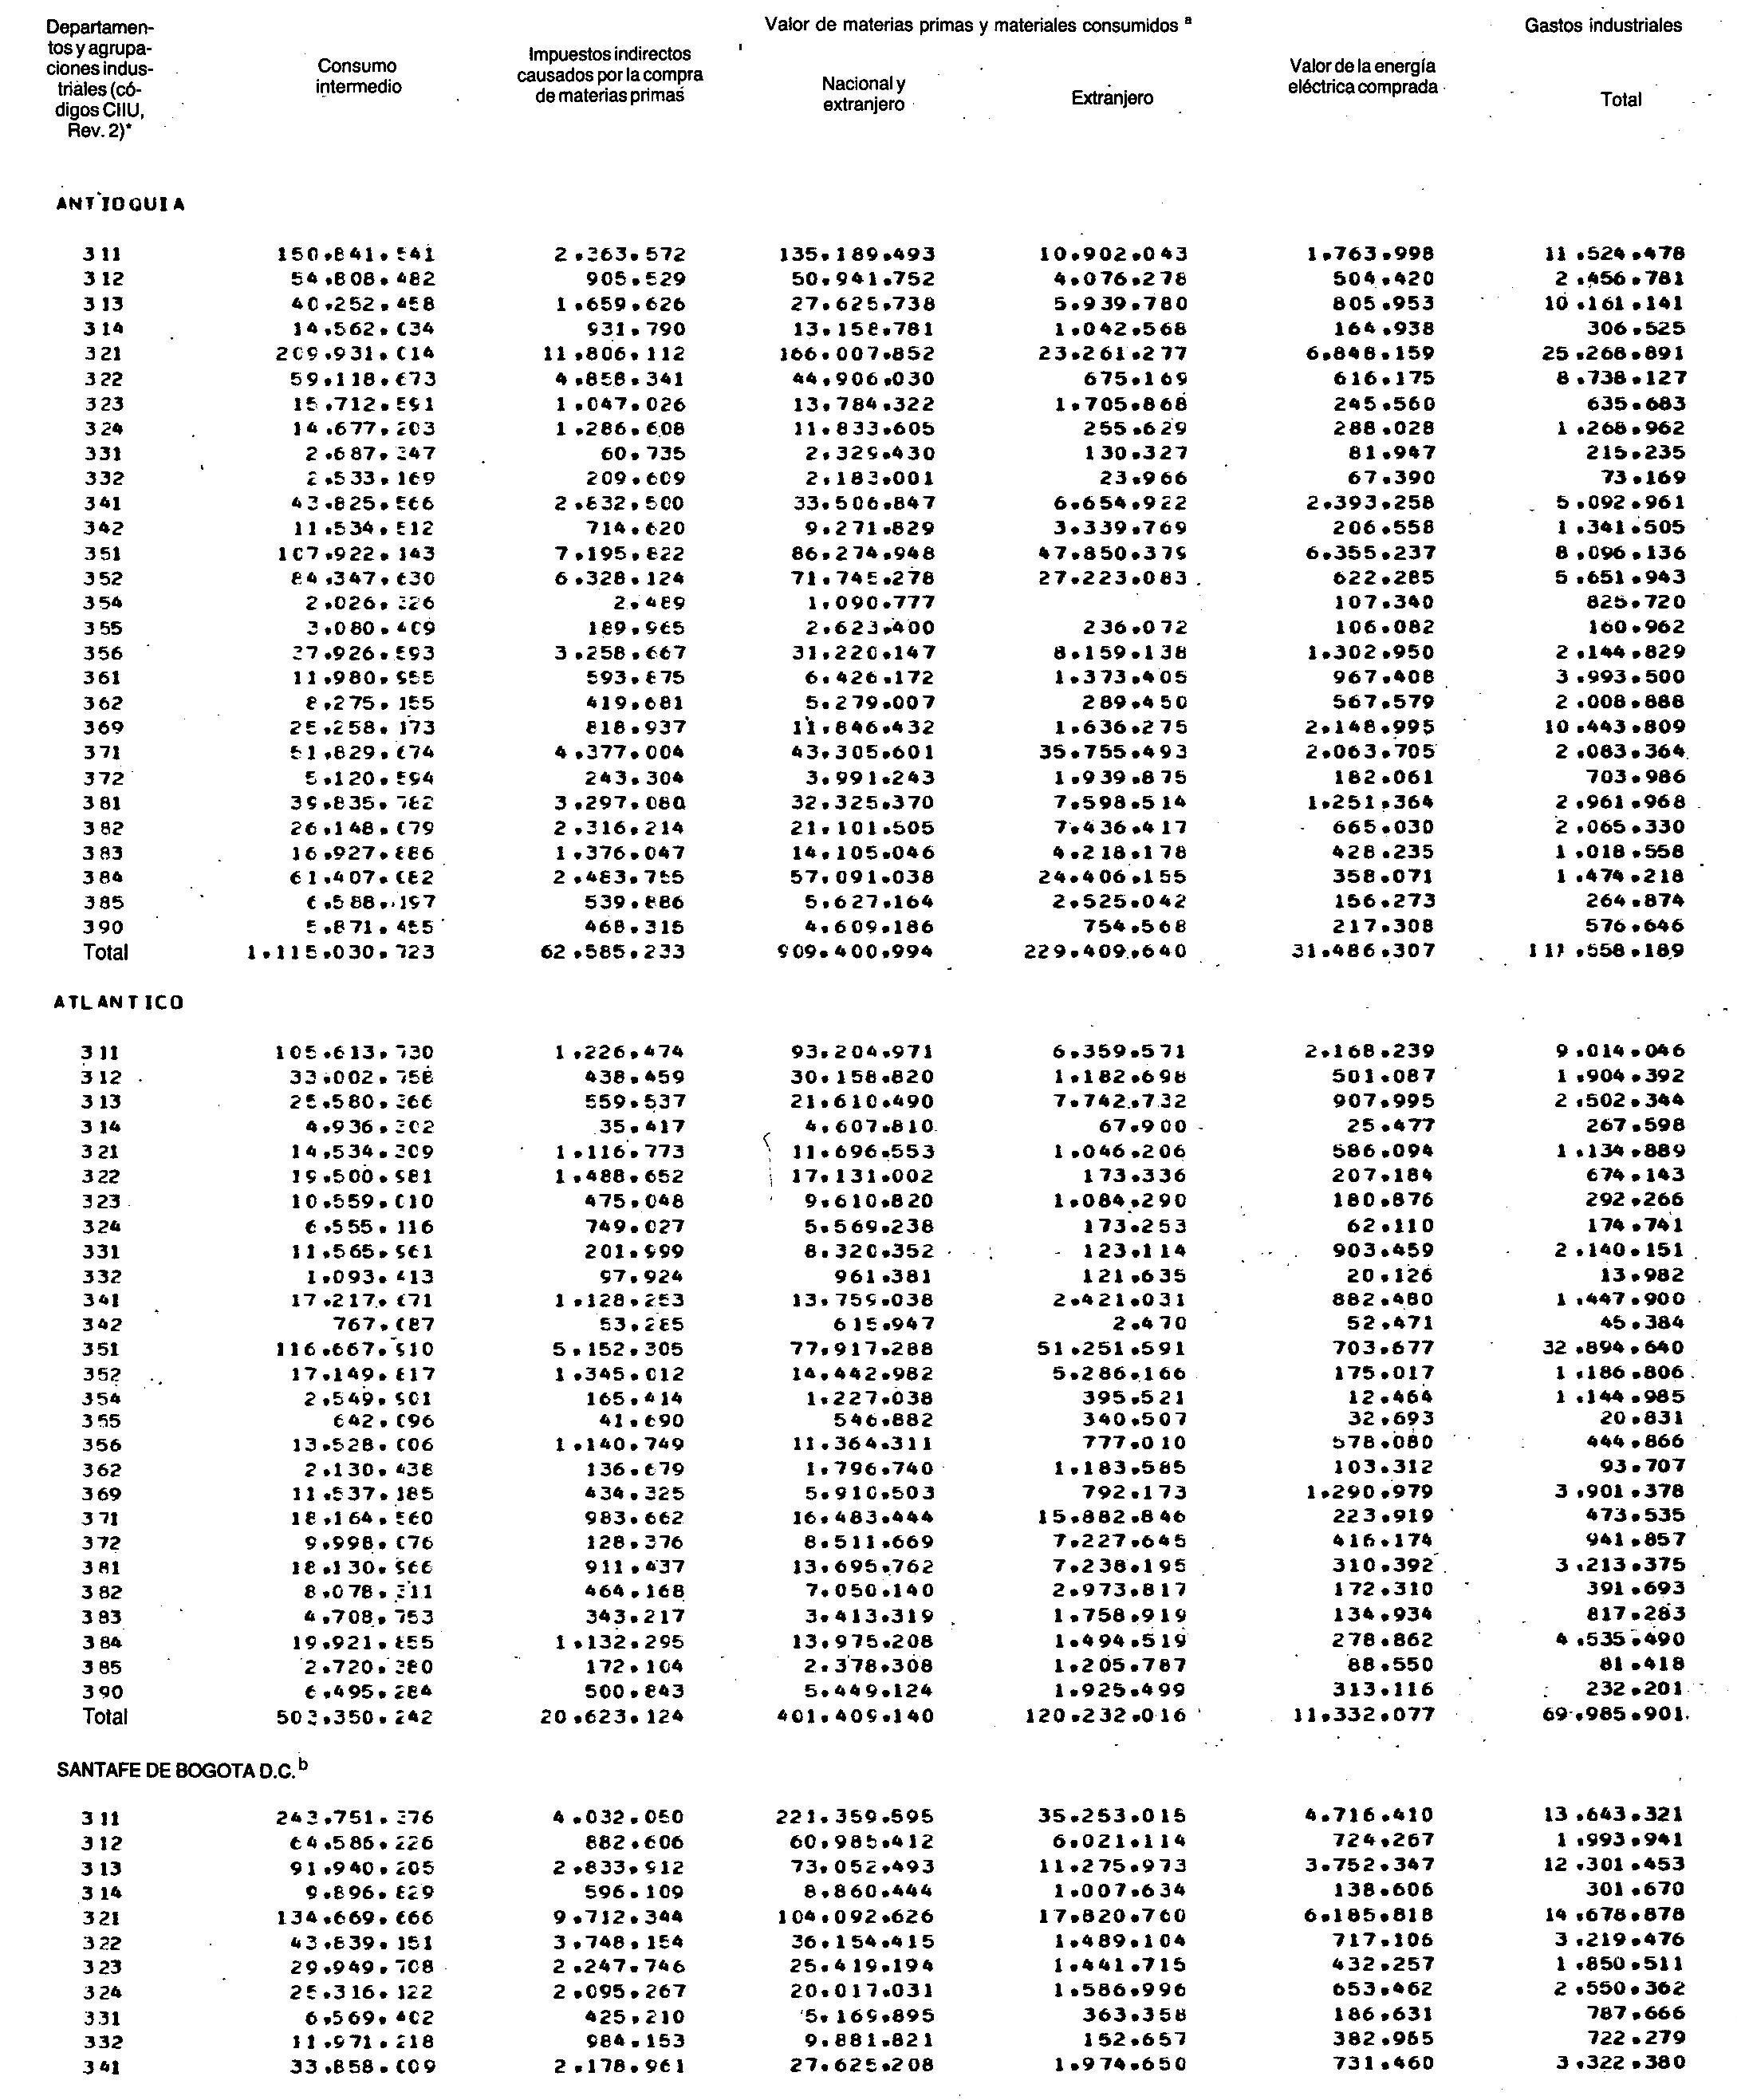 Departamen-
tos y agrupa-
ciones indus-
triales (có-
digos CIIU,
Rev. 2)*
Consumo
intermedio
Impuestos indirectos
causados por la compra
de materias primas
Valor de materias primas y materiales consumidos a
Nacional y
extranjero
Extranjero
Valor de la energía
eléctrica comprada
Gastos industriales
Total
ANTIOQUIA
311 150.841.541 2.363.572 135.189.493 10.902.043 1.763.998 11.524.478
312 54.808.482 905.529 50.941.752 4.076.278 504.420 2.456.781
313 40.252.458 1.659.626 27.625.738 5.939.780 805.953 10.161.141
314 14.562.034 931.790 13.158.781 1.042.568 164.938 306.525
321 209.931.014 11.806.112 166.007.852 23.261.277 6.848.159 25.268.891
322 59.118.673 4.858.341 44.906.030 675.169 616.175 8.738.127
323 15.712.591 1.047.026 13.784.322 1.705.868 245.560 635.683
324 14.677.203 1.286.608 11.833.605 255.629 288.028 1.268.962
331 2.687.347 60.735 2.329.430 130.327 81.947 215.235
332 2.533.169 209.609 2.183.001 23.966 67.390 73.169
341 43.825.566 2.832.500 33.506.847 6.654.922 2.393.258 5.092.961
342 11.534.512 714.620 9.271.829 3.339.769 206.558 1.341.505
351 107.922.143 7.195.822 86.274.948 47.850.379 6.355.237 8.096.136
352 84.347.630 6.328.124 71.745.278 27.223.083 622.285 5.651.943
354 2.026.326 2.489 1.090.777 107.340 825.720
355 3.080.409 189.965 2.623.400 236.072 106.082 160.962
356 37.926.593 3.258.667 31.220.147 8.159.138 1.302.950 2.144.829
361 11.980.955 593.875 6.426.172 1.373.405 967.408 3.993.500
362 8.275.155 419.681 5.279.007 289.450 567.579 2.008.888
369 25.258.173 818.937 11.846.432 1.636.275 2.148.995 10.443.809
371 51.829.674 4.377.004 43.305.601 35.755.493 2.063.705 2.083.364
372 5.120.594 243.304 3.991.243 1.939.875 182.061 703.986
381 39.835.782 3.297.080 32.325.370 7.598.514 1.251.364 2.961.968
382 26.148.079 2.316.214 21.101.505 7.436.417 665.030 2.065.330
383 16.927.886 1.376.047 14.105.046 4.218.178 428.235 1.018.558
384 61.407.082 2.483.755 57.091.038 24.406.155 358.071 1.474.218
385 6.588.197 539.886 5.627.164 2.525.042 156.273 264.874
390 5.871.455 468.315 4.609.186 754.568 217.308 576.646
Total 1.115.030.723 62.585.233 909.400.994 229.409.640 31.486.307 111.558.189
ATLANTICO
311 105.613.730 1.226.474 93.204.971 6.359.571 2.168.239 9.014.046
312 33.002.758 438.459 30.158.820 1.182.698 501.087 1.904.392
313 25.580.366 559.537 21.610.490 7.742.732 907.995 2.502.344
314 4.936.302 35.417 4.607.810 67.900 25.477 267.598
321 14.534.309 1.116.773 11.696.553 1.046.206 586.094 1.134.889
322 19.500.981 1.488.652 17.131.002 173.336 207.184 674.143
323 10.559.010 475.048 9.610.820 1.084.290 180.876 292.266
324 6.555.116 749.027 5.569.238 173.253 62.110 174.741
331 11.565.961 201.999 8.320.352 123.114 903.459 2.140.151
332 1.093.413 97.924 961.381 121.635 20.126 13.982
341 17.217.671 1.128.253 13.759.038 2.421.031 882.480 1.447.900
342 767.087 53.285 615.947 2.470 52.471 45.384
351 116.667.910 5.152.305 77.917.288 51.251.591 703.677 32.894.640
352 17.149.817 1.345.012 14.442.982 5.286.166 175.017 1.186.806
354 2.549.901 165.414 1.227.038 395.521 12.464 1.144.985
355 642.096 41.690 546.882 340.507 32.693 20.831
356 13.528.006 1.140.749 11.364.311 777.010 578.080 444.866
362 2.130.438 136.679 1.796.740 1.183.585 103.312 93.707
369 11.537.185 434.325 5.910.503 792.173 1.290.979 3.901.378
371 18.164.560 983.662 16.483.444 15.882.846 223.919 473.535
372 9.998.076 128.376 8.511.669 7.227.645 416.174 941.857
381 18.130.966 911.437 13.695.762 7.238.195 310.392 3.213.375
382 8.078.311 464.168 7.050.140 2.973.817 172.310 391.693
383 4.708.753 343.217 3.413.319 1.758.919 134.934 817.283
384 19.921.855 1.132.295 13.975.208 1.494.519 278.862 4.535.490
385 2.720.380 172.104 2.378.308 1.205.787 88.550 81.418
390 6.495.284 500.843 5.449.124 1.925.499 313.116 232.201
Total 503.350.242 20.623.124 401.409.140 120.232.016 11.332.077 69.985.901
SANTAFE DE BOGOTA D.C. b
311 243.751.376 4.032.050 221.359.595 35.253.015 4.716.410 13.643.321
312 64.586.226 882.606 60.985.412 6.021.114 724.267 1.993.941
313 91.940.205 2.833.912 73.052.493 11.275.973 3.752.347 12.301.453
314 9.896.829 596.109 8.860.444 1.007.634 138.606 301.670
321 134.669.666 9.712.344 104.092.626 17.820.760 6.185.818 14.678.878
322 43.839.151 3.748.154 36.154.415 1.489.104 717.106 3.219.476
323 29.949.708 2.247.746 25.419.194 1.441.715 432.257 1.850.511
324 25.316.122 2.095.267 20.017.031 1.586.996 653.462 2.550.362
331 6.569.402 425.210 5.169.895 363.358 186.631 787.666
332 11.971.218 984.153 9.881.821 152.657 382.965 722.279
341 33.858.009 2.178.961 27.625.208 1.974.650 731.460 3.322.380